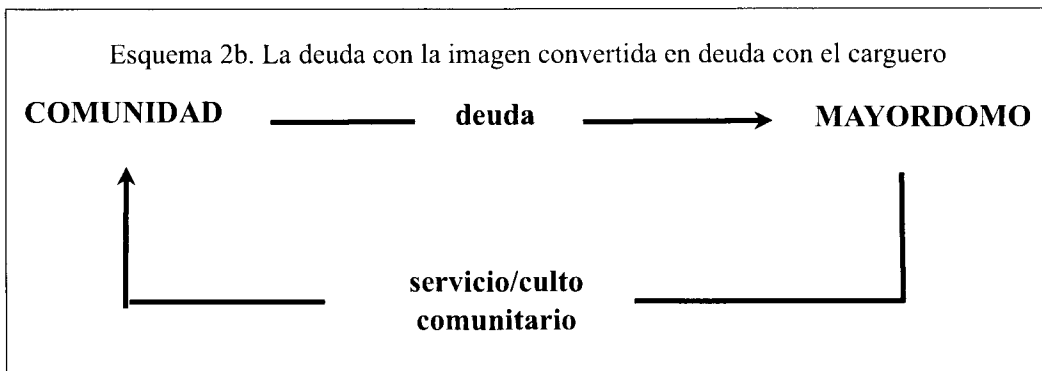 Esquema 2b. La deuda con la imagen convertida en deuda con el carguero
COMUNIDAD deuda MAYORDOMO
servicio/culto
comunitario